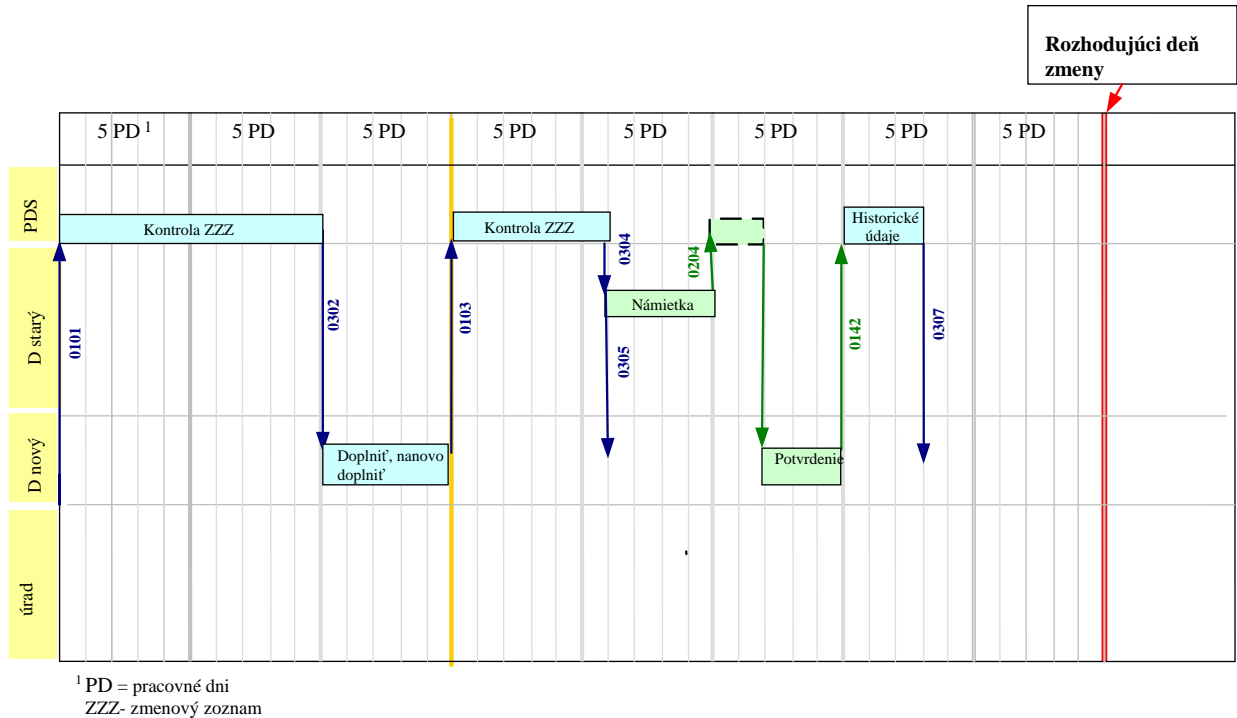 Rozhodujúci deň
zmeny
5 PD 1
5 PD
5 PD
5 PD
5 PD
5 PD
5 PD
5 PD
PDS
Kontrola ZZZ
Kontrola ZZZ
Historické
údaje
0304
0204
D starý
0101
0302
0103
Námietka
0305
0142
0307
D nový
Doplniť, nanovo
doplniť
Potvrdenie
úrad
1 PD = pracovné dni
ZZZ- zmenový zoznam